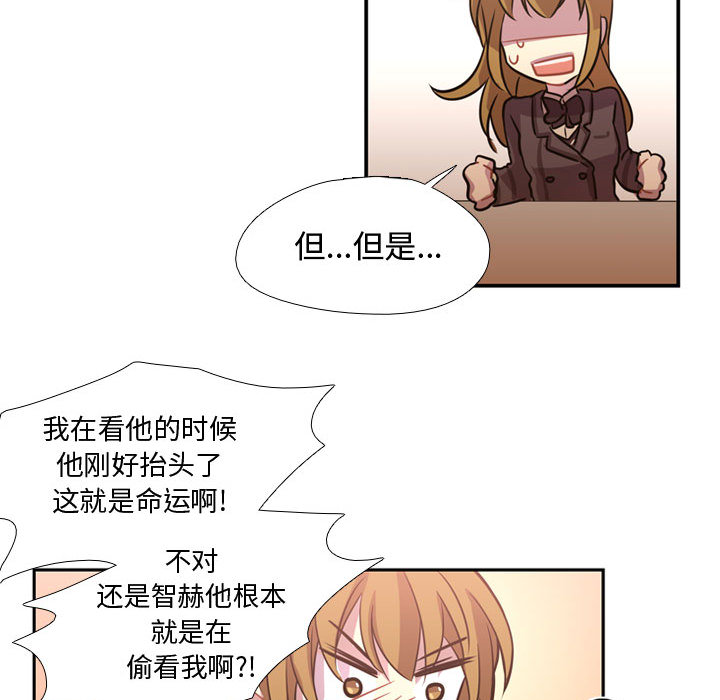 但...但是...
我在看他的时候
他刚好抬头了
这就是命运啊!
不对
还是智赫他根本
就是在
偷看我啊?!